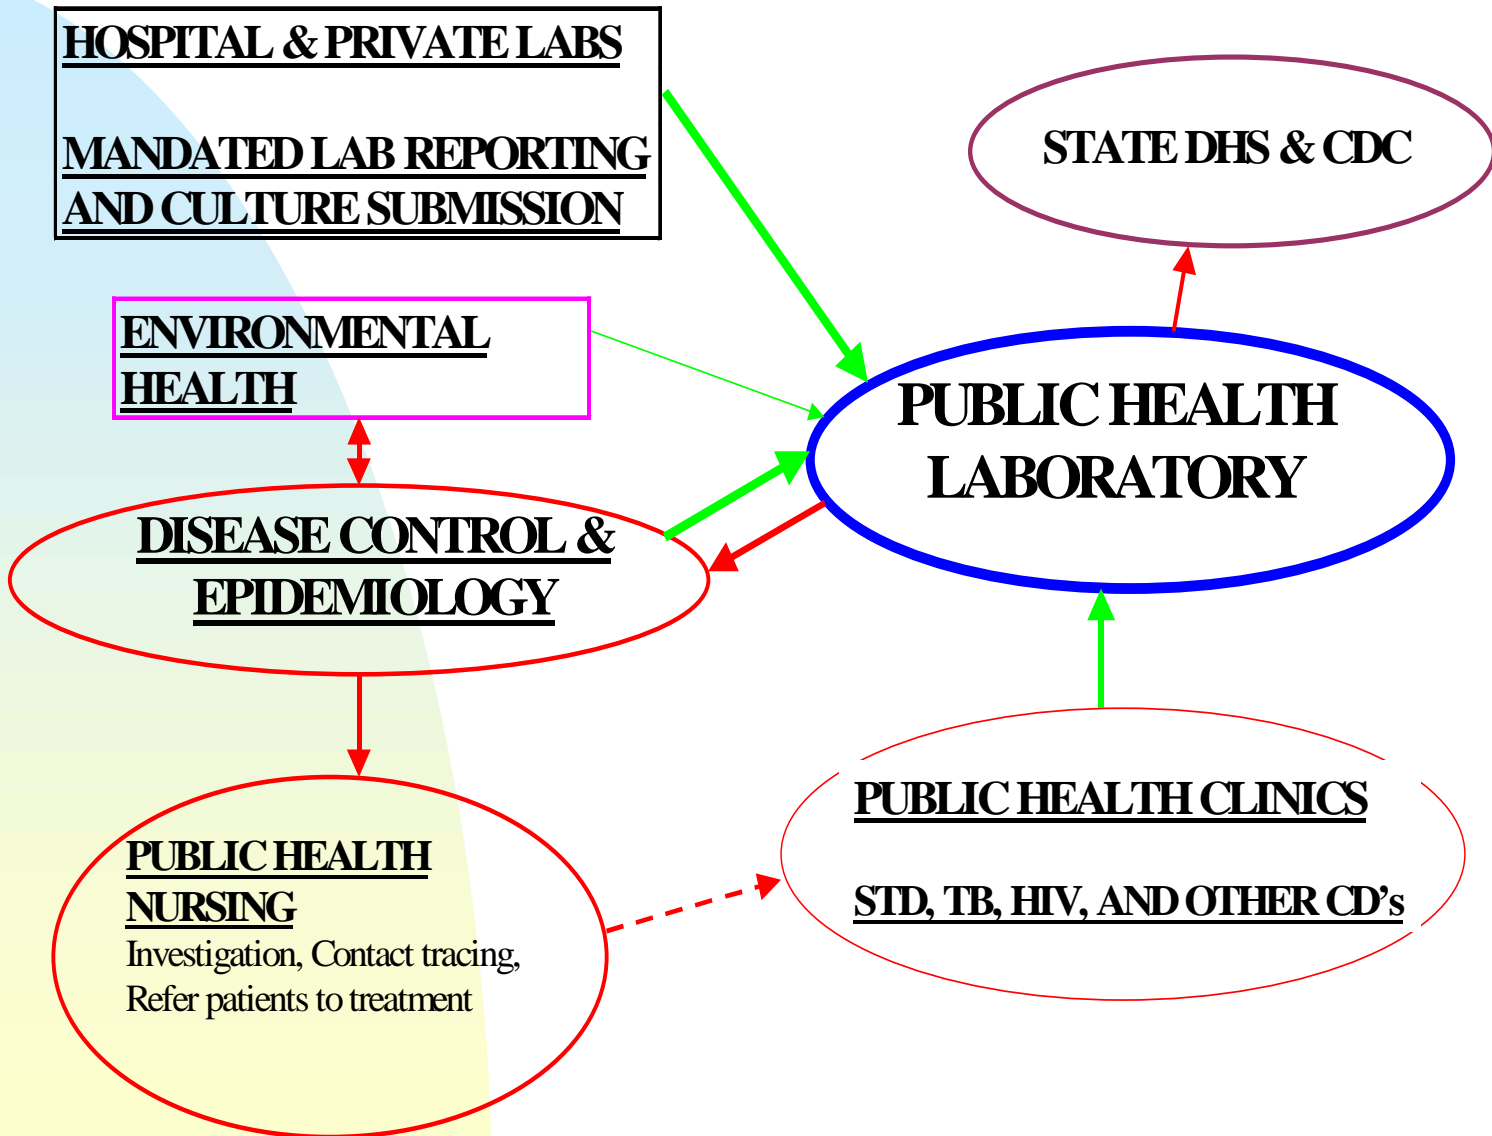 HOSPITAL & PRIVATE LABS
MANDATED LAB REPORTING
AND CULTURE SUBMISSION
STATE DHS & CDC
ENVIRONMENTAL
HEALTH
PUBLIC HEALTH
LABORATORY
DISEASE CONTROL &
EPIDEMIOLOGY
PUBLIC HEALTH CLINICS
STD, TB, HIV, AND OTHER CD's
PUBLIC HEALTH
NURSING
Investigation, Contact tracing,
Refer patients to treatment